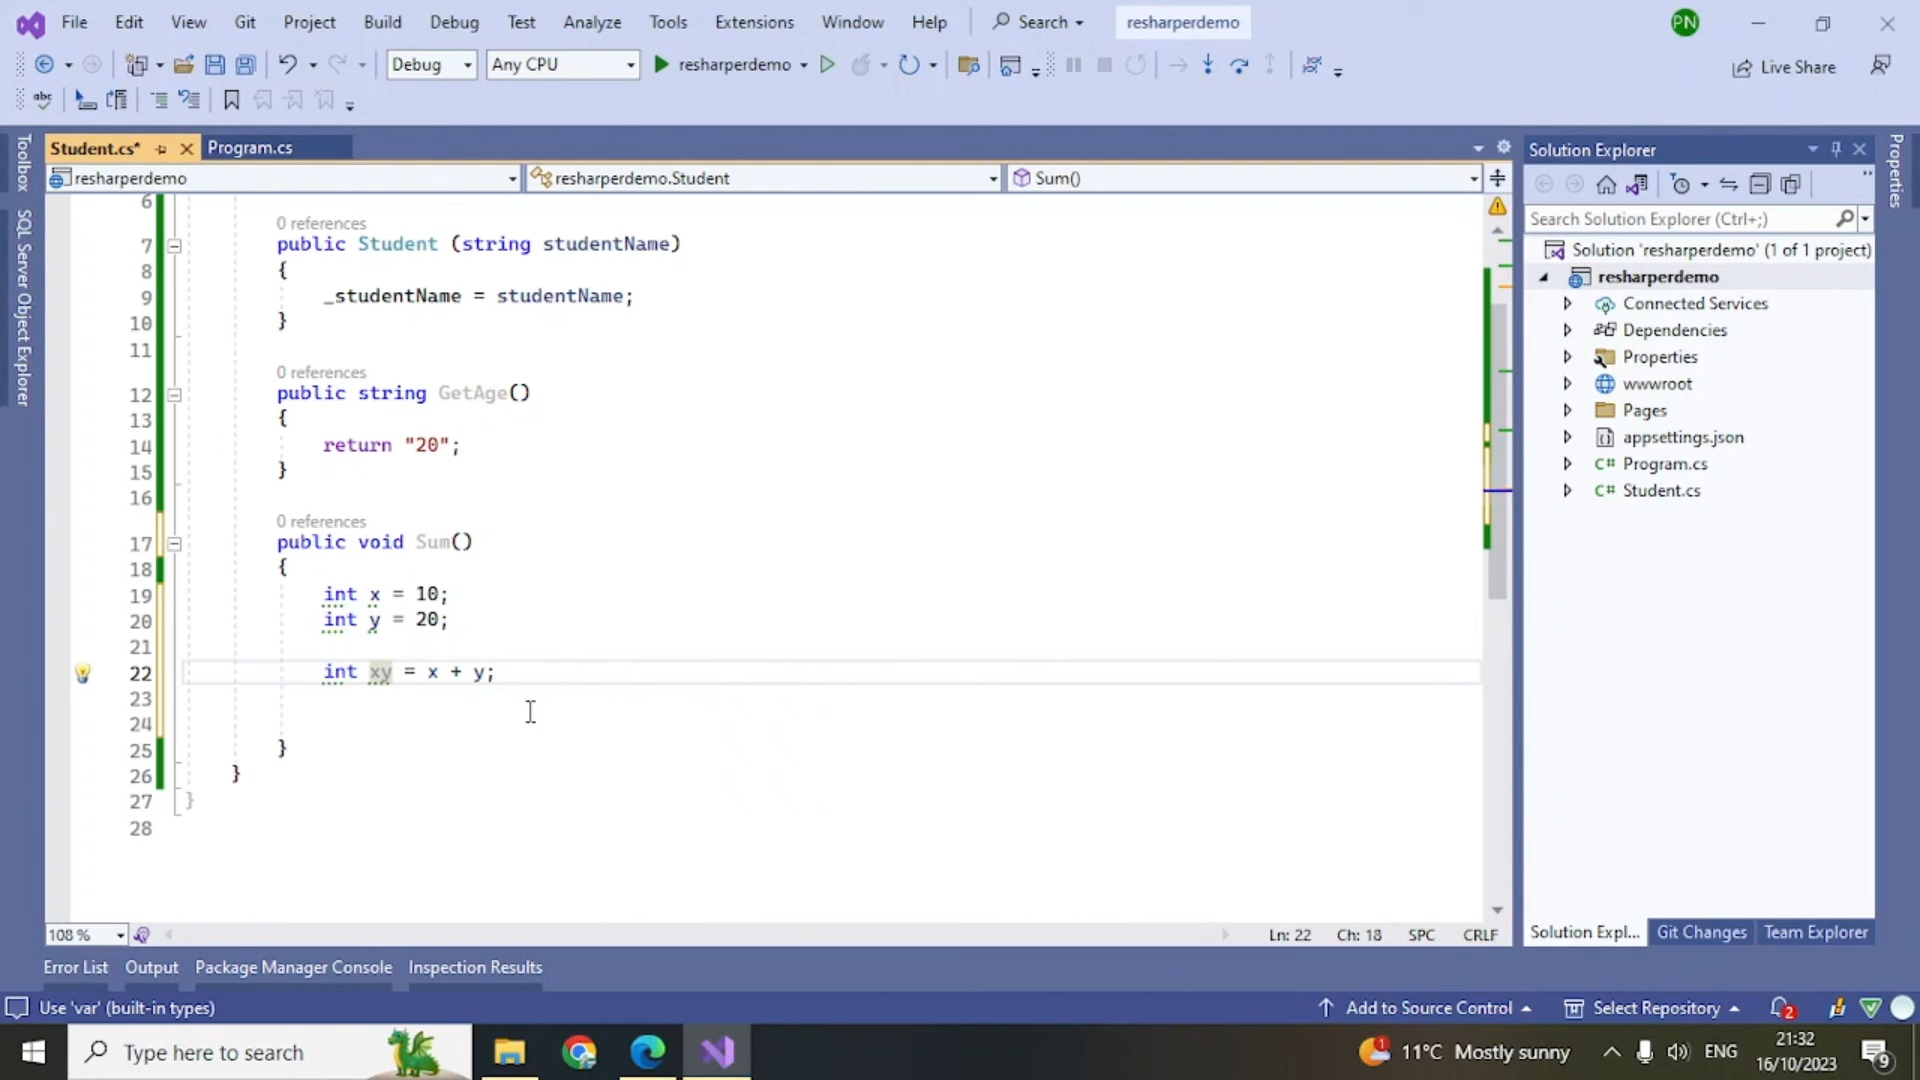 File Edit View Git Project Build Debug Test Analyze Tools Extensions Window Help Search resharperdemo PN
Debug Any CPU resharperdemo Live Share
abc
Toolbox
SQL Server Object Explorer
Student.cs* Program.cs
resharperdemo resharperdemo.Student Sum()
6
0 references
7 public Student (string studentName)
8 {
9 _studentName = studentName;
10 }
11
0 references
12 public string GetAge()
13 {
14 return "20";
15 }
16
0 references
17 public void Sum()
18 {
19 int x = 10;
20 int y = 20;
21
22 int xy = x + y;
23
24
25 }
26 }
27 }
28
108 % Ln: 22 Ch: 18 SPC CRLF
Solution Explorer
Search Solution Explorer (Ctrl+;)
Solution 'resharperdemo' (1 of 1 project)
resharperdemo
Connected Services
Dependencies
Properties
wwwroot
Pages
appsettings.json
C# Program.cs
C# Student.cs
Solution Expl... Git Changes Team Explorer
Properties
Error List Output Package Manager Console Inspection Results
Use 'var' (built-in types) Add to Source Control Select Repository 2
Type here to search 1 11°C Mostly sunny ENG 21:32
16/10/2023 9